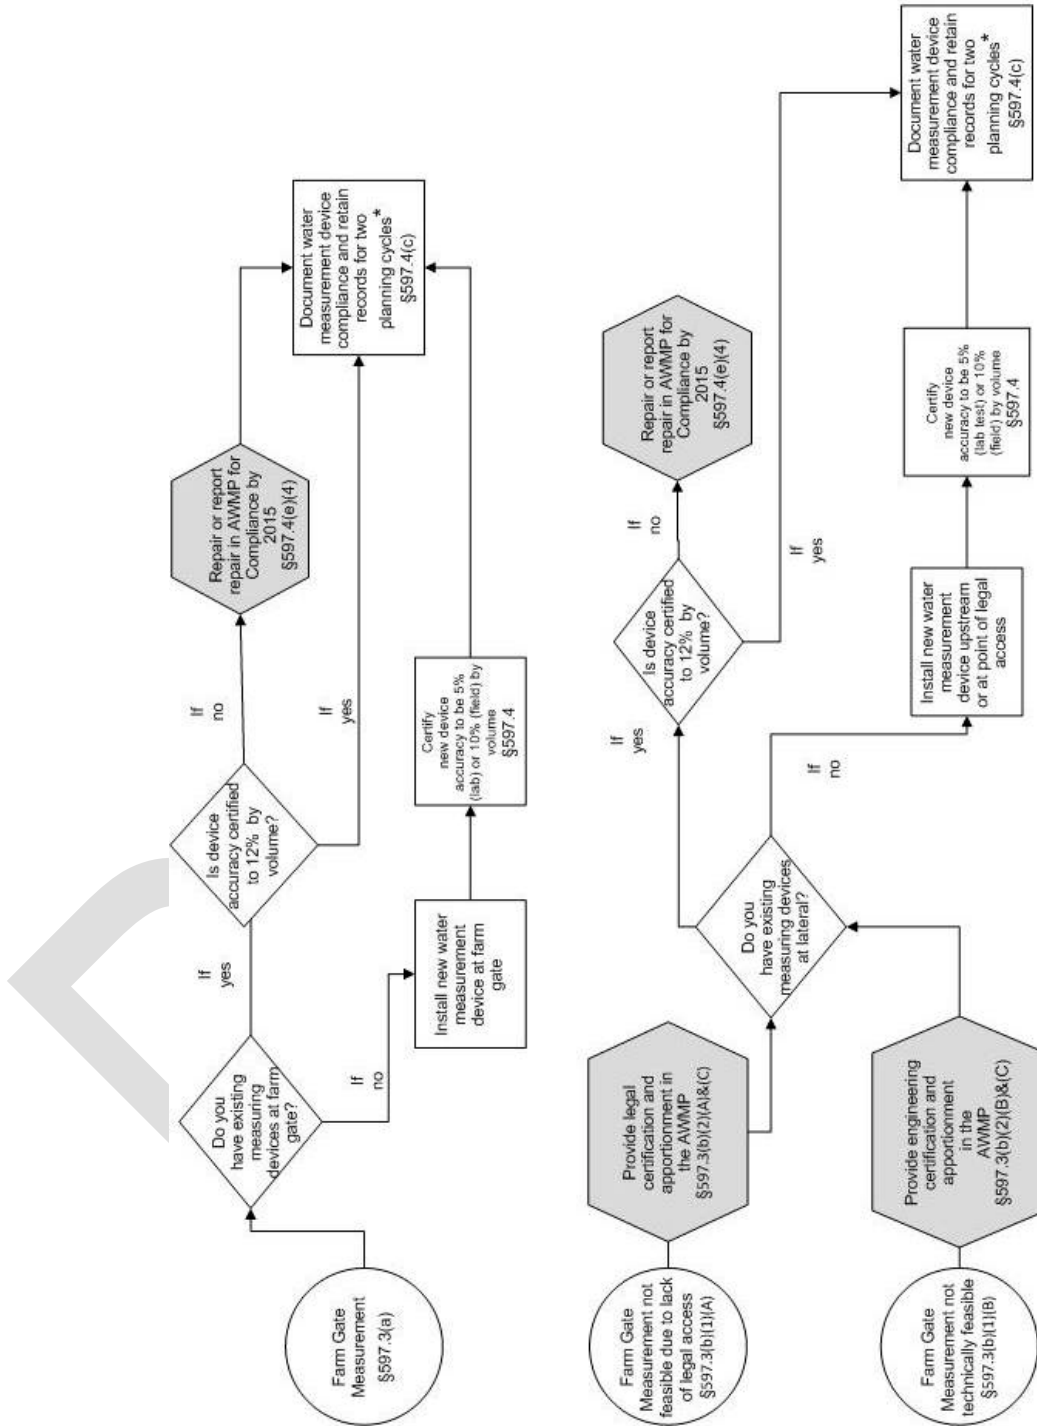 Farm Gate
Measurement
§597.3(a)
Do you
have existing
measuring
devices at farm
gate?
If
yes
If
no
Is device
accuracy certified
to 12% by
volume?
If
no
If
yes
Repair or report
repair in AWMP for
Compliance by
2015
§597.4(e)(4)
Install new water
measurement
device at farm
gate
Certify
new device
accuracy to be 5%
(lab) or 10% (field) by
volume
§597.4
Document water
measurement device
compliance and retain
records for two
planning cycles*
§597.4(c)
Farm Gate
Measurement not
feasible due to lack
of legal access
§597.3(b)(1)(A)
Provide legal
certification and
apportionment in
the AWMP
§597.3(b)(2)(A)&(C)
Farm Gate
Measurement not
technically feasible
§597.3(b)(1)(B)
Provide engineering
certification and
apportionment
in the
AWMP
§597.3(b)(2)(B)&(C)
Do you
have existing
measuring devices
at lateral?
If
yes
If
no
Is device
accuracy certified
to 12% by
volume?
If
no
If
yes
Repair or report
repair in AWMP for
Compliance by
2015
§597.4(e)(4)
Install new water
measurement
device upstream
or at point of legal
access
Certify
new device
accuracy to be 5%
(lab test) or 10%
(field) by volume
§597.4
Document water
measurement device
compliance and retain
records for two
planning cycles*
§597.4(c)